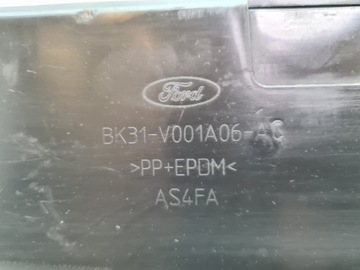 Ford
BK31-V001A06-AC
>PP+EPDM<
AS4FA